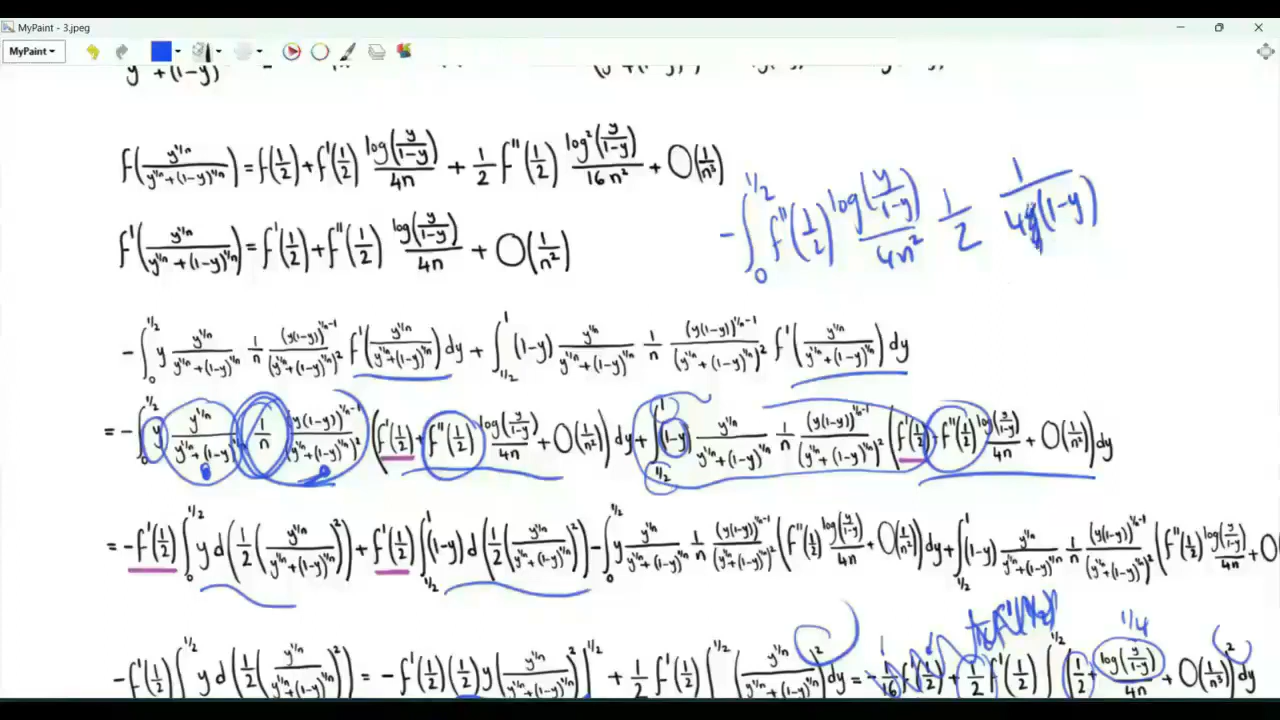 MyPaint - 3.jpeg
MyPaint
y + (1-y)
f(y^{1/n}/(y^{1/n}+(1-y)^{1/n})) = f(1/2) + f'(1/2) log(y/(1-y))/4n + 1/2 f''(1/2) log²(y/(1-y))/16n² + O(1/n³)
-∫_0^{1/2} f''(1/2) log(y/(1-y))/4n² 1/2 1/(4y(1-y))
f'(y^{1/n}/(y^{1/n}+(1-y)^{1/n})) = f'(1/2) + f''(1/2) log(y/(1-y))/4n + O(1/n²)
-∫_0^{1/2} y y^{1/n}/(y^{1/n}+(1-y)^{1/n}) 1/n (y(1-y))^{1/n-1}/(y^{1/n}+(1-y)^{1/n})² f'(y^{1/n}/(y^{1/n}+(1-y)^{1/n})) dy + ∫_{1/2}^1 (1-y) y^{1/n}/(y^{1/n}+(1-y)^{1/n}) 1/n (y(1-y))^{1/n-1}/(y^{1/n}+(1-y)^{1/n})² f'(y^{1/n}/(y^{1/n}+(1-y)^{1/n})) dy
= -∫_0^{1/2} y y^{1/n}/(y^{1/n}+(1-y)^{1/n}) 1/n (y(1-y))^{1/n-1}/(y^{1/n}+(1-y)^{1/n})² (f'(1/2) + f''(1/2) log(y/(1-y))/4n + O(1/n²)) dy + ∫_{1/2}^1 (1-y) y^{1/n}/(y^{1/n}+(1-y)^{1/n}) 1/n (y(1-y))^{1/n-1}/(y^{1/n}+(1-y)^{1/n})² (f'(1/2) + f''(1/2) log(y/(1-y))/4n + O(1/n²)) dy
= -f'(1/2) ∫_0^{1/2} y d(1/2 (y^{1/n}/(y^{1/n}+(1-y)^{1/n}))²) + f'(1/2) ∫_{1/2}^1 (1-y) d(1/2 (y^{1/n}/(y^{1/n}+(1-y)^{1/n}))²) - ∫_0^{1/2} y y^{1/n}/(y^{1/n}+(1-y)^{1/n}) 1/n (y(1-y))^{1/n-1}/(y^{1/n}+(1-y)^{1/n})² (f''(1/2) log(y/(1-y))/4n + O(1/n²)) dy + ∫_{1/2}^1 (1-y) y^{1/n}/(y^{1/n}+(1-y)^{1/n}) 1/n (y(1-y))^{1/n-1}/(y^{1/n}+(1-y)^{1/n})² (f''(1/2) log(y/(1-y))/4n + O
1/4
-f'(1/2) ∫^{1/2} y d(1/2 (y^{1/n}/(y^{1/n}+(1-y)^{1/n}))²) = -f'(1/2) (1/2) y (y^{1/n}/(y^{1/n}+(1-y)^{1/n}))² |^{1/2} + 1/2 f'(1/2) ∫^{1/2} (y^{1/n}/(y^{1/n}+(1-y)^{1/n}))² dy = -1/16 f'(1/2) + 1/2 f'(1/2) ∫^{1/2} (1/2 + log(y/(1-y))/4n + O(1/n³))² dy